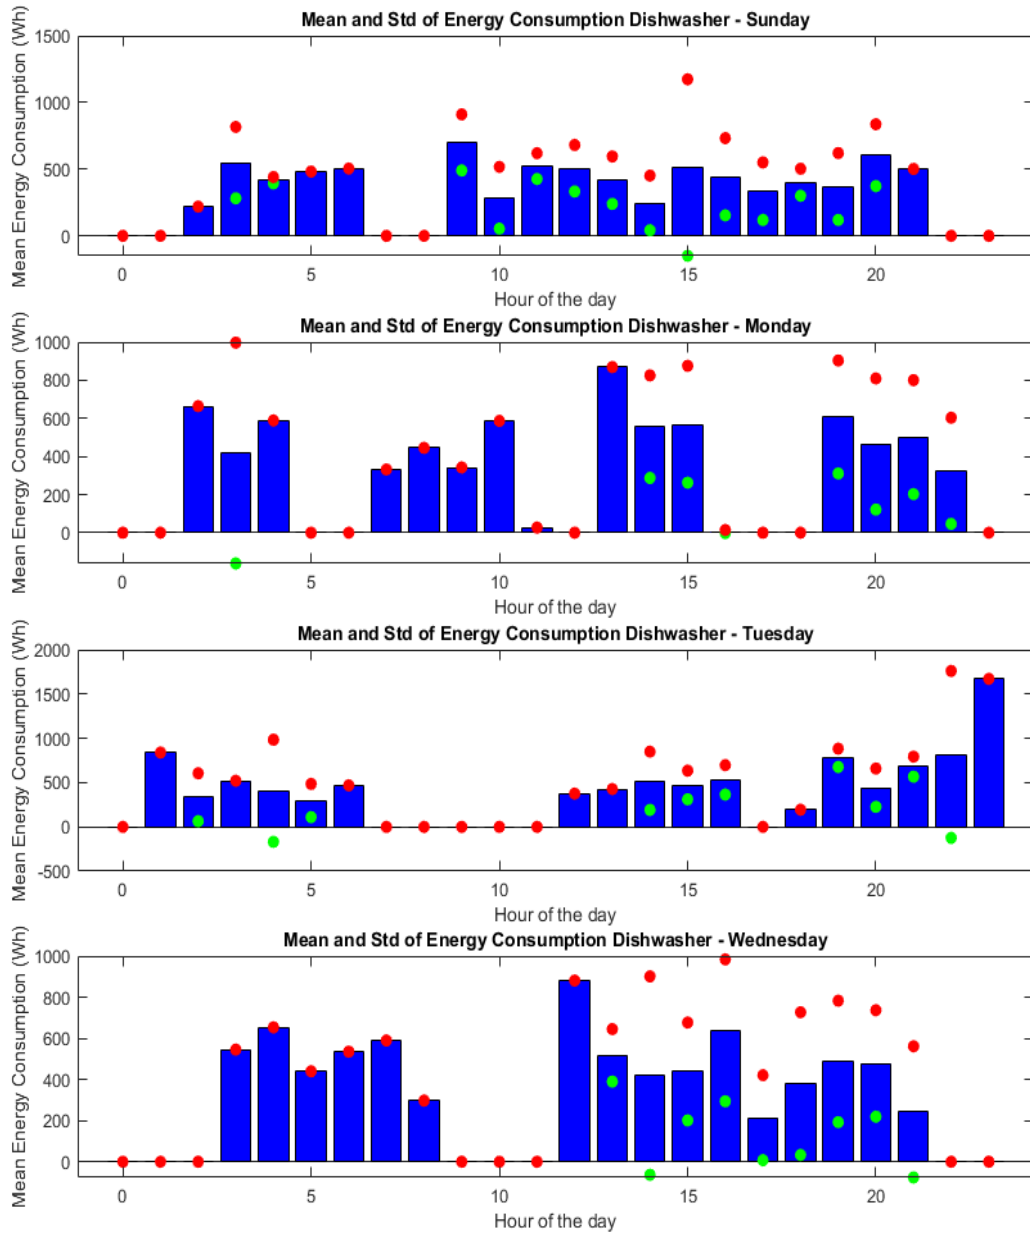 Mean and Std of Energy Consumption Dishwasher - Sunday
Mean Energy Consumption (Wh)
1500
1000
500
0
0 5 10 15 20
Hour of the day
Mean and Std of Energy Consumption Dishwasher - Monday
Mean Energy Consumption (Wh)
1000
800
600
400
200
0
0 5 10 15 20
Hour of the day
Mean and Std of Energy Consumption Dishwasher - Tuesday
Mean Energy Consumption (Wh)
2000
1500
1000
500
0
-500
0 5 10 15 20
Hour of the day
Mean and Std of Energy Consumption Dishwasher - Wednesday
Mean Energy Consumption (Wh)
1000
800
600
400
200
0
0 5 10 15 20
Hour of the day